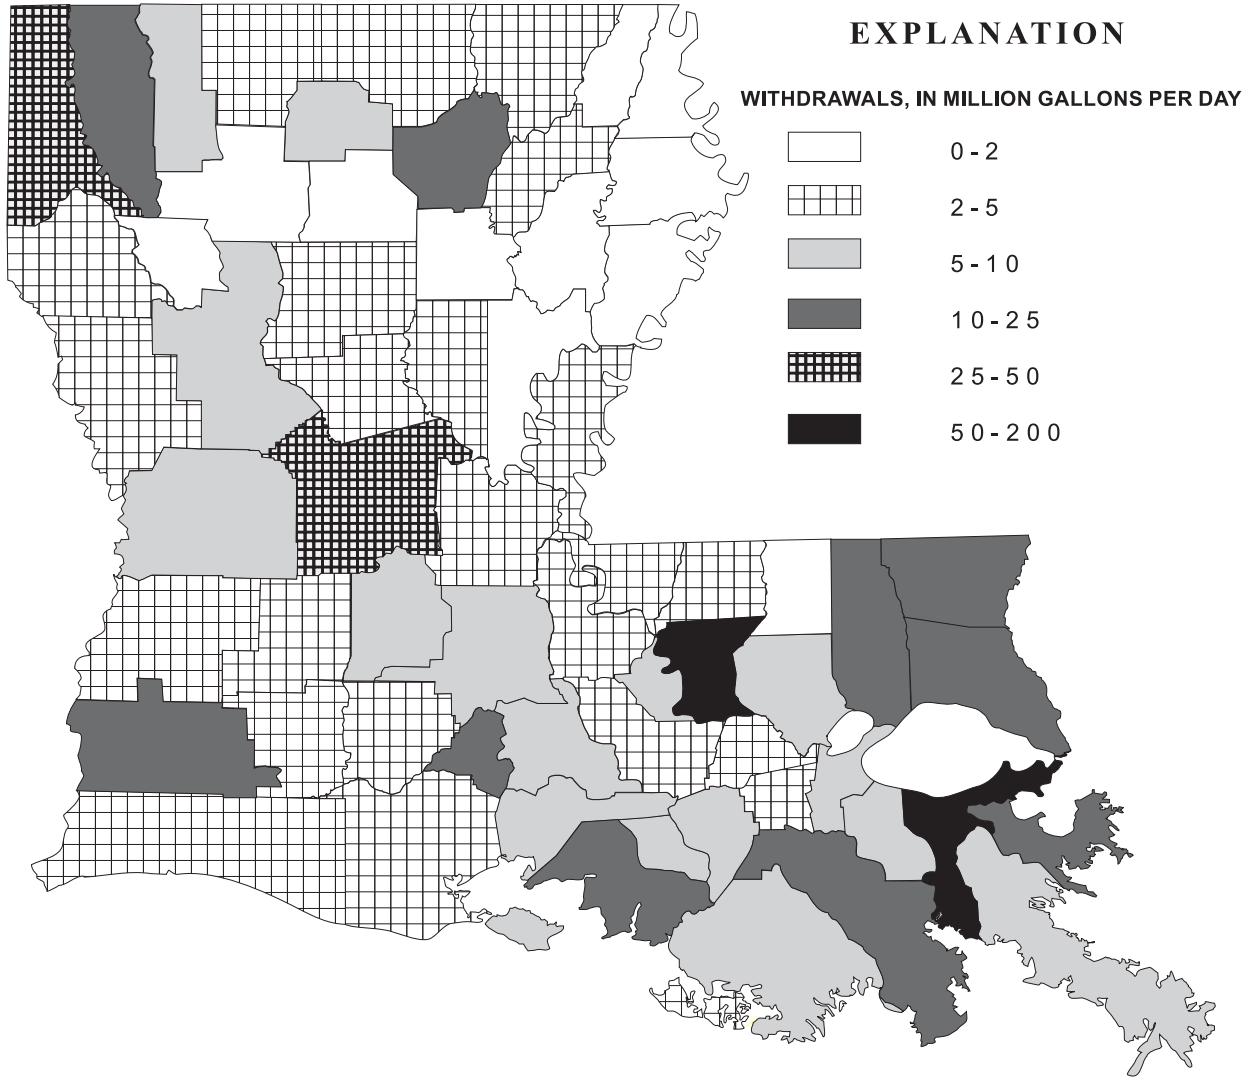 EXPLANATION
WITHDRAWALS, IN MILLION GALLONS PER DAY
0 - 2
2 - 5
5 - 10
10 - 25
25 - 50
50 - 200